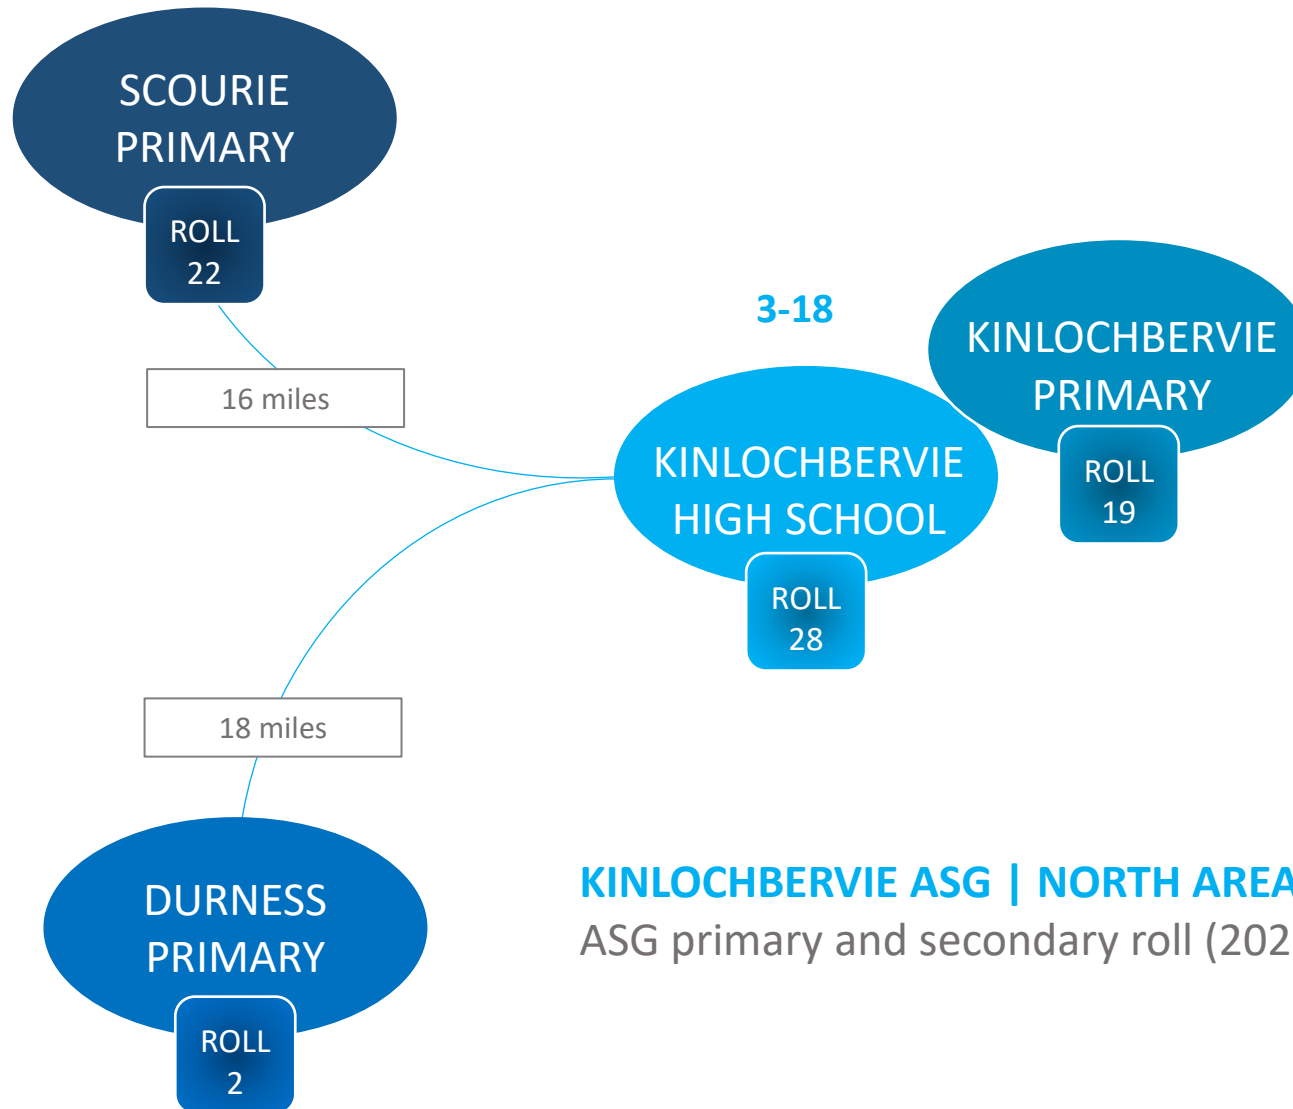 SCOURIE
PRIMARY
ROLL
22
16 miles
3-18
KINLOCHBERVIE
PRIMARY
ROLL
19
KINLOCHBERVIE
HIGH SCHOOL
ROLL
28
18 miles
DURNESS
PRIMARY
ROLL
2
KINLOCHBERVIE ASG | NORTH AREA
ASG primary and secondary roll (202